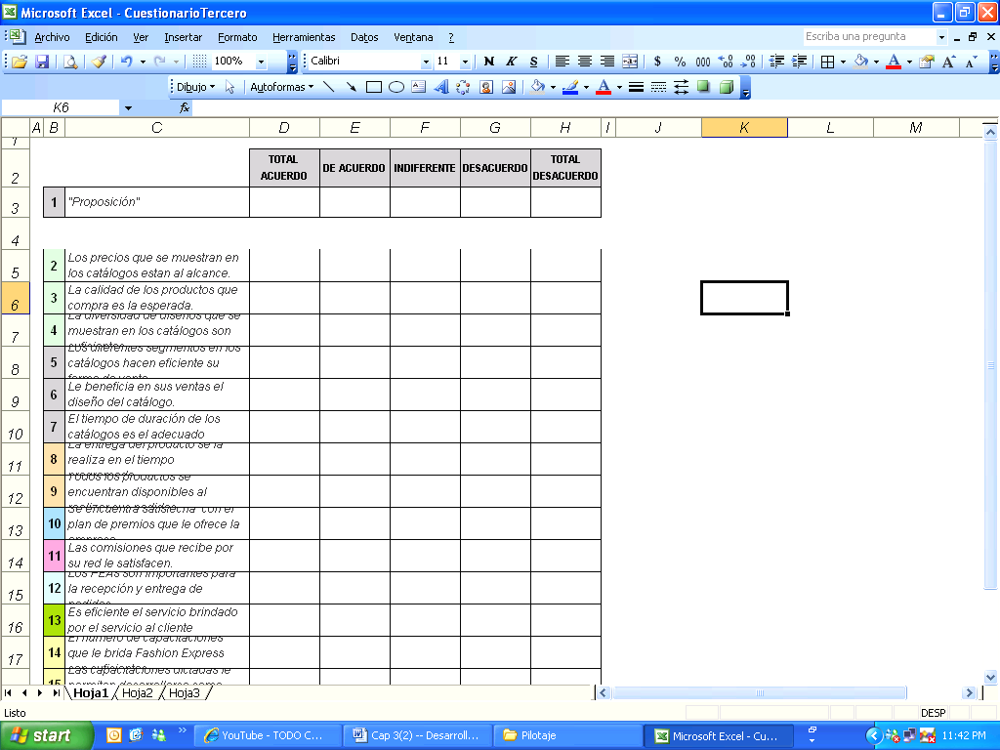 Microsoft Excel - CuestionarioTercero
Archivo Edición Ver Insertar Formato Herramientas Datos Ventana ? Escriba una pregunta
100% Calibri 11 N K S $ % 000
Dibujo Autoformas
K6 fx
A B C D E F G H I J K L M
1
2 TOTAL ACUERDO DE ACUERDO INDIFERENTE DESACUERDO TOTAL DESACUERDO
3 1 "Proposición"
4
5 2 Los precios que se muestran en
los catálogos estan al alcance.
6 3 La calidad de los productos que
compra es la esperada.
7 4 La diversidad de diseños que se
muestran en los catálogos son
suficientes
8 5 Los diferentes segmentos en los
catálogos hacen eficiente su
forma de venta
9 6 Le beneficia en sus ventas el
diseño del catálogo.
10 7 El tiempo de duración de los
catálogos es el adecuado
11 8 La entrega del producto se la
realiza en el tiempo
12 9 Todos los productos se
encuentran disponibles al
13 10 Se encuentra satisfecha con el
plan de premios que le ofrece la
empresa
14 11 Las comisiones que recibe por
su red le satisfacen.
15 12 Los PEAs son importantes para
la recepción y entrega de
pedidos
16 13 Es eficiente el servicio brindado
por el servicio al cliente
17 14 El número de capacitaciones
que le brida Fashion Express
15 Las capacitaciones dictadas le
Hoja1 Hoja2 Hoja3
Listo DESP
start YouTube - TODO C... Cap 3(2) -- Desarroll... Pilotaje Microsoft Excel - Cu... 11:42 PM